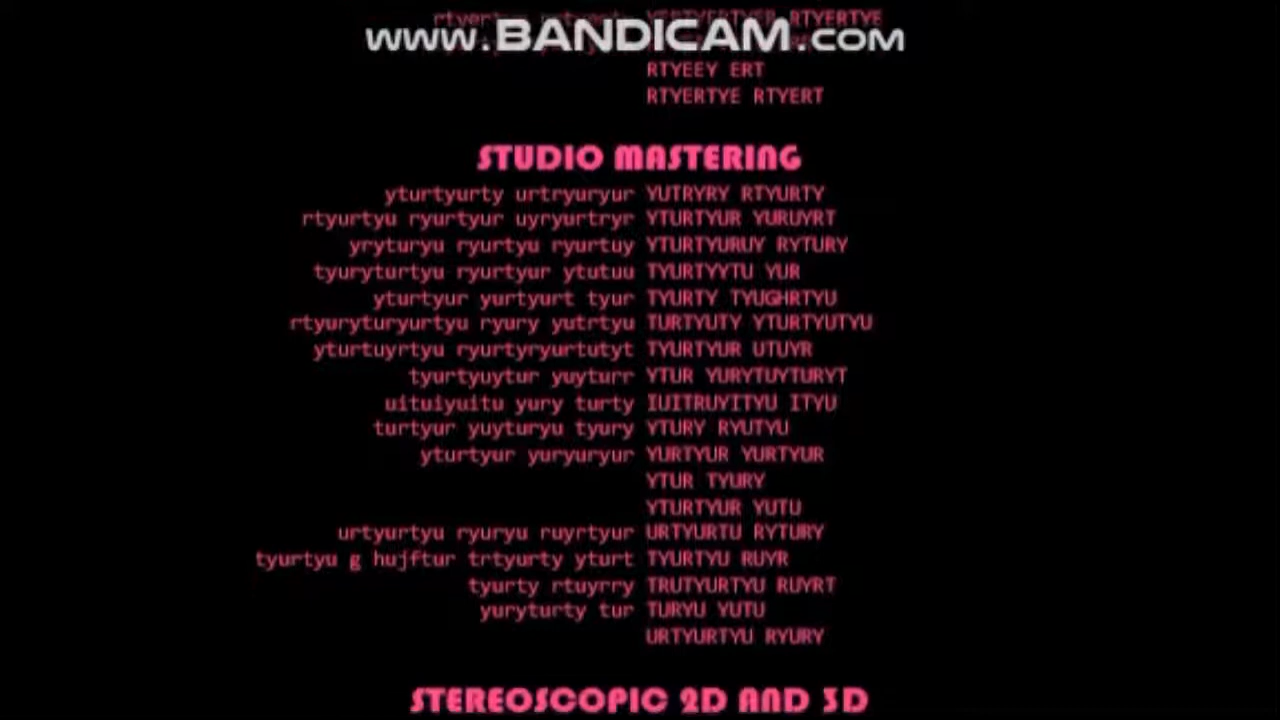 www.BANDICAM.com
RTYERTYE
RTYEEY ERT
RTYERTYE RTYERT
STUDIO MASTERING
yturtyurty urtryuryur YUTRYRY RTYURTY
rtyurtyu ryurtyur uyryurtryr YTURTYUR YURUYRT
yryturyu ryurtyu ryurtuy YTURTYURUY RYTURY
tyuryturtyu ryurtyur ytutuu TYURTYYTU YUR
yturtyur yurtyurt tyur TYURTY TYUGHRTYU
rtyuryturyurtyu ryury yutrtyu TURTYUTY YTURTYUTYU
yturtuyrtyu ryurtyryurtutyt TYURTYUR UTUYR
tyurtyuytur yuyturr YTUR YURYTUYTURYT
uituiyuitu yury turty IUITRUYITYU ITYU
turtyur yuyturyu tyury YTURY RYUTYU
yturtyur yuryuryur YURTYUR YURTYUR
YTUR TYURY
YTURTYUR YUTU
urtyurtyu ryuryu ruyrtyur URTYURTU RYTURY
tyurtyu g hujftur trtyurty yturt TYURTYU RUYR
tyurty rtuyrry TRUTYURTYU RUYRT
yuryturty tur TURYU YUTU
URTYURTYU RYURY
STEREOSCOPIC 2D AND 3D